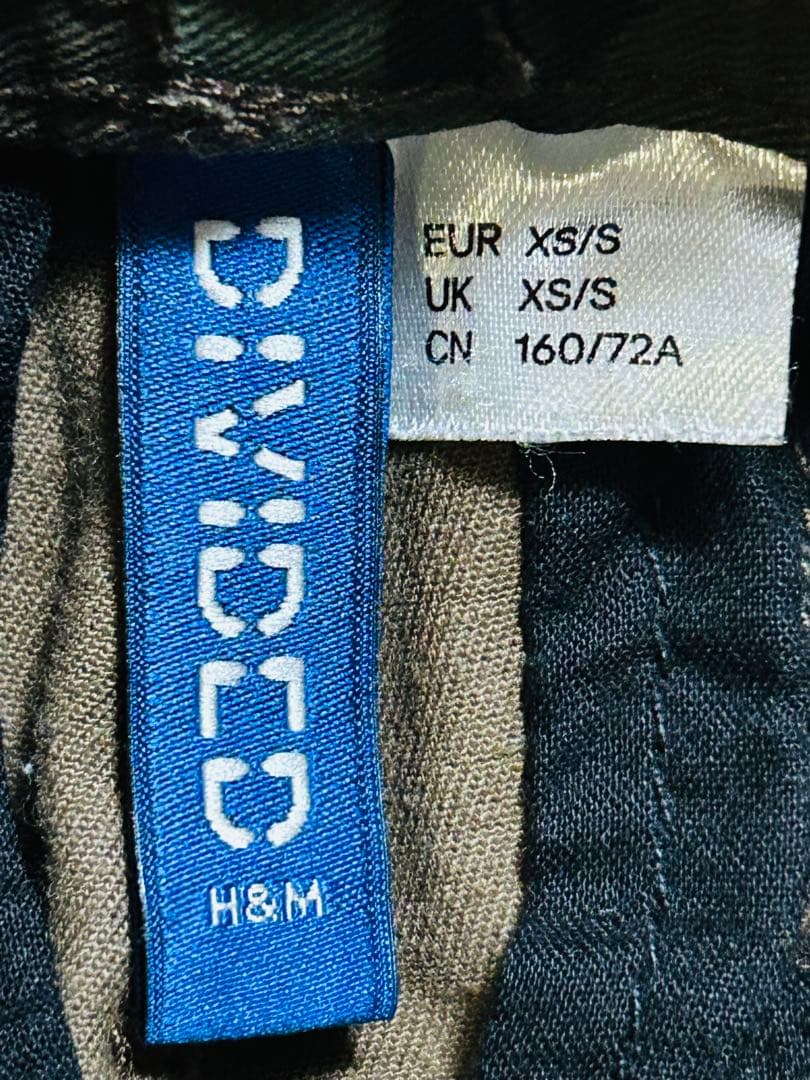 DIVIDED
H&M
EUR XS/S
UK XS/S
CN 160/72A